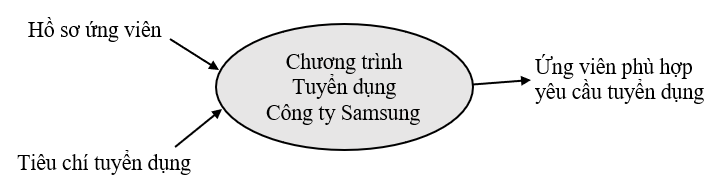 Hồ sơ ứng viên
Tiêu chí tuyển dụng
Chương trình
Tuyển dụng
Công ty Samsung
Ứng viên phù hợp
yêu cầu tuyển dụng